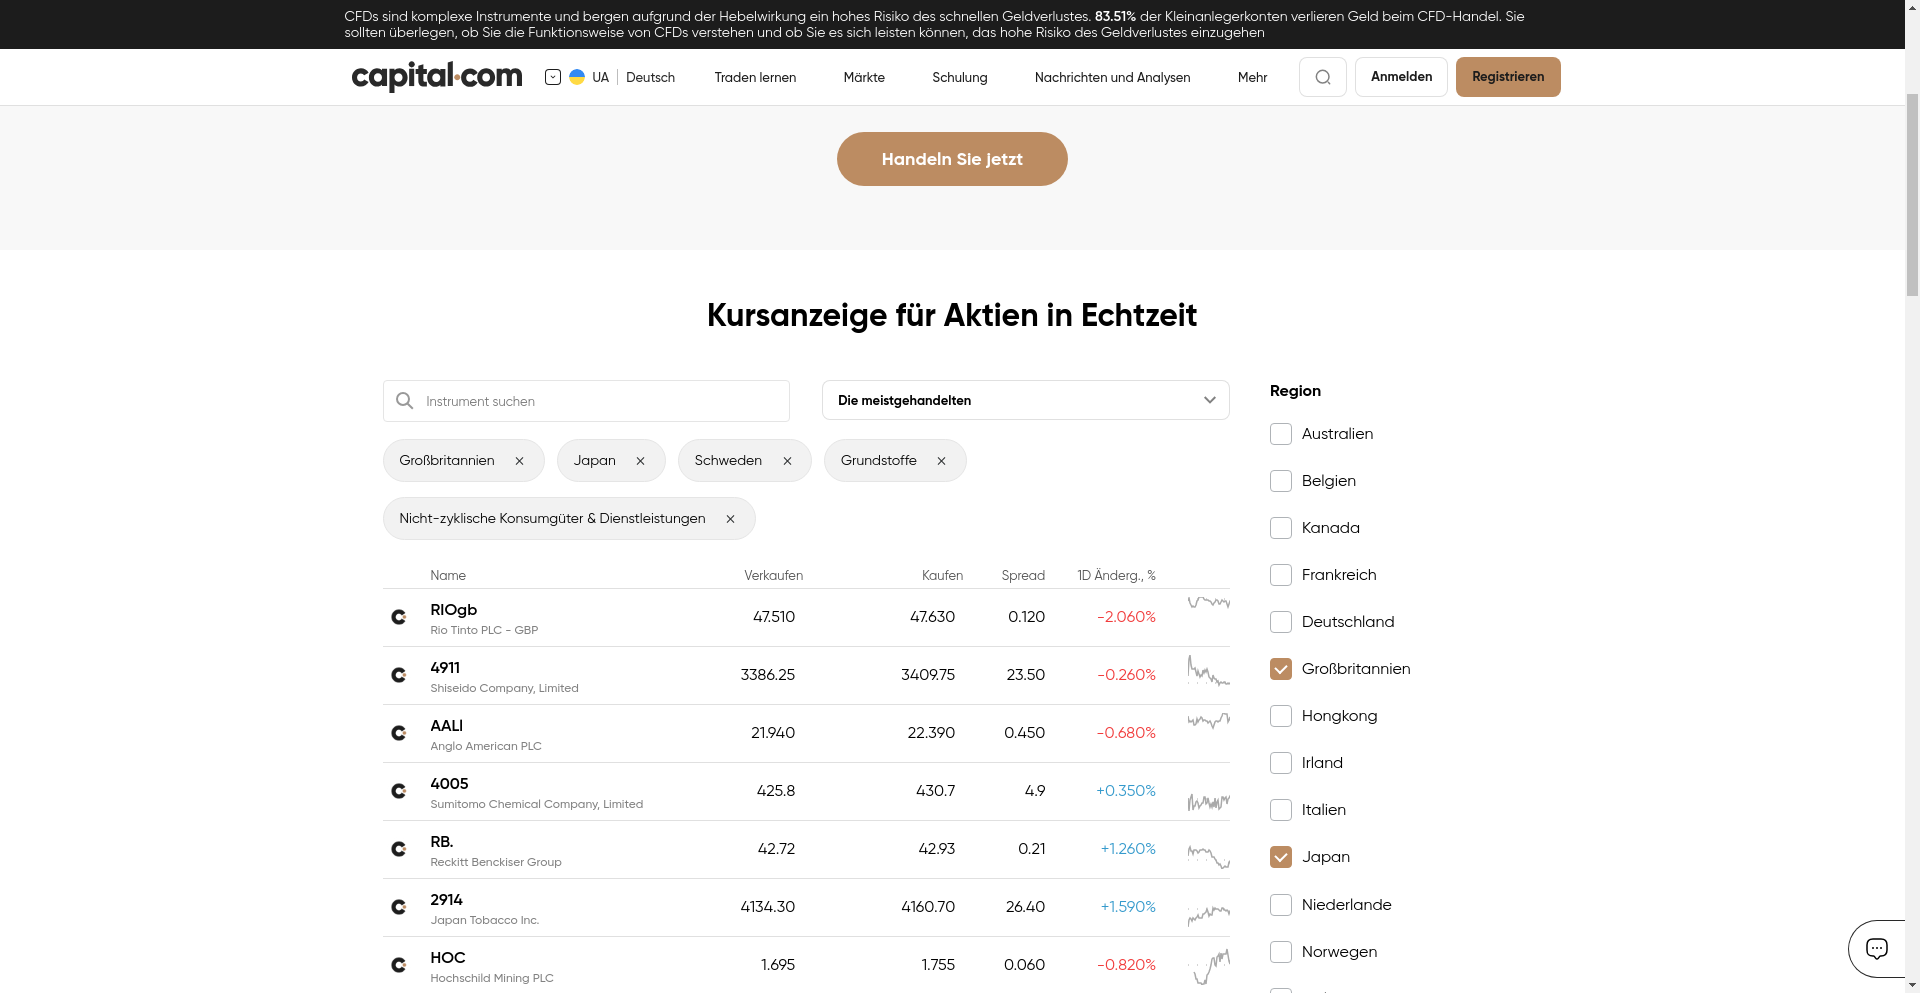 CFDs sind komplexe Instrumente und bergen aufgrund der Hebelwirkung ein hohes Risiko des schnellen Geldverlustes. 83.51% der Kleinanlegerkonten verlieren Geld beim CFD-Handel. Sie
sollten überlegen, ob Sie die Funktionsweise von CFDs verstehen und ob Sie es sich leisten können, das hohe Risiko des Geldverlustes einzugehen
capital.com UA Deutsch Traden lernen Märkte Schulung Nachrichten und Analysen Mehr Anmelden Registrieren
Handeln Sie jetzt
Kursanzeige für Aktien in Echtzeit
Instrument suchen
Die meistgehandelten
Großbritannien Japan Schweden Grundstoffe
Nicht-zyklische Konsumgüter & Dienstleistungen
Name Verkaufen Kaufen Spread 1D Änderg., %
RIOgb 47.510 47.630 0.120 -2.060%
Rio Tinto PLC - GBP
4911 3386.25 3409.75 23.50 -0.260%
Shiseido Company, Limited
AALl 21.940 22.390 0.450 -0.680%
Anglo American PLC
4005 425.8 430.7 4.9 +0.350%
Sumitomo Chemical Company, Limited
RB. 42.72 42.93 0.21 +1.260%
Reckitt Benckiser Group
2914 4134.30 4160.70 26.40 +1.590%
Japan Tobacco Inc.
HOC 1.695 1.755 0.060 -0.820%
Hochschild Mining PLC
Region
Australien
Belgien
Kanada
Frankreich
Deutschland
Großbritannien
Hongkong
Irland
Italien
Japan
Niederlande
Norwegen